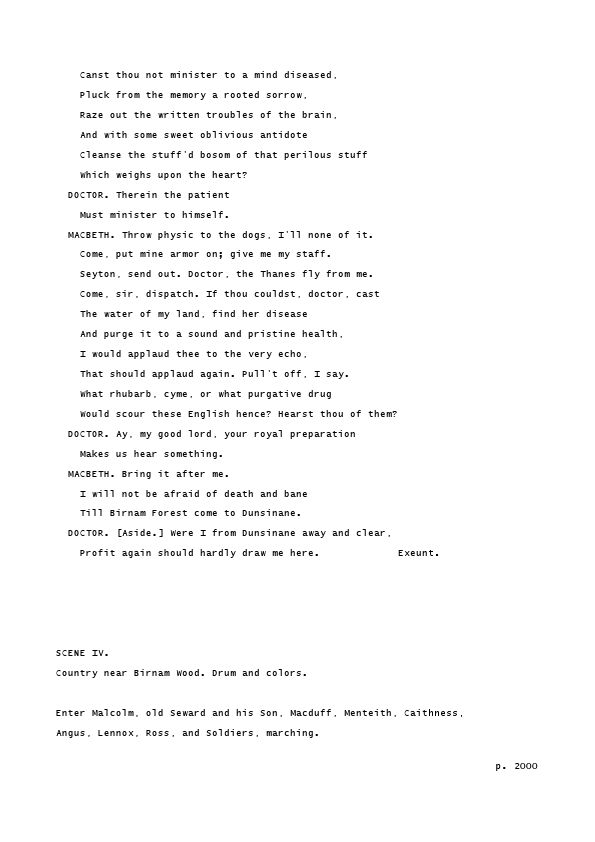 Canst thou not minister to a mind diseased,
Pluck from the memory a rooted sorrow,
Raze out the written troubles of the brain,
And with some sweet oblivious antidote
Cleanse the stuff'd bosom of that perilous stuff
Which weighs upon the heart?
DOCTOR. Therein the patient
Must minister to himself.
MACBETH. Throw physic to the dogs, I'll none of it.
Come, put mine armor on; give me my staff.
Seyton, send out. Doctor, the Thanes fly from me.
Come, sir, dispatch. If thou couldst, doctor, cast
The water of my land, find her disease
And purge it to a sound and pristine health,
I would applaud thee to the very echo,
That should applaud again. Pull't off, I say.
What rhubarb, cyme, or what purgative drug
Would scour these English hence? Hearst thou of them?
DOCTOR. Ay, my good lord, your royal preparation
Makes us hear something.
MACBETH. Bring it after me.
I will not be afraid of death and bane
Till Birnam Forest come to Dunsinane.
DOCTOR. [Aside.] Were I from Dunsinane away and clear,
Profit again should hardly draw me here. Exeunt.
SCENE IV.
Country near Birnam Wood. Drum and colors.
Enter Malcolm, old Seward and his Son, Macduff, Menteith, Caithness,
Angus, Lennox, Ross, and Soldiers, marching.
p. 2000